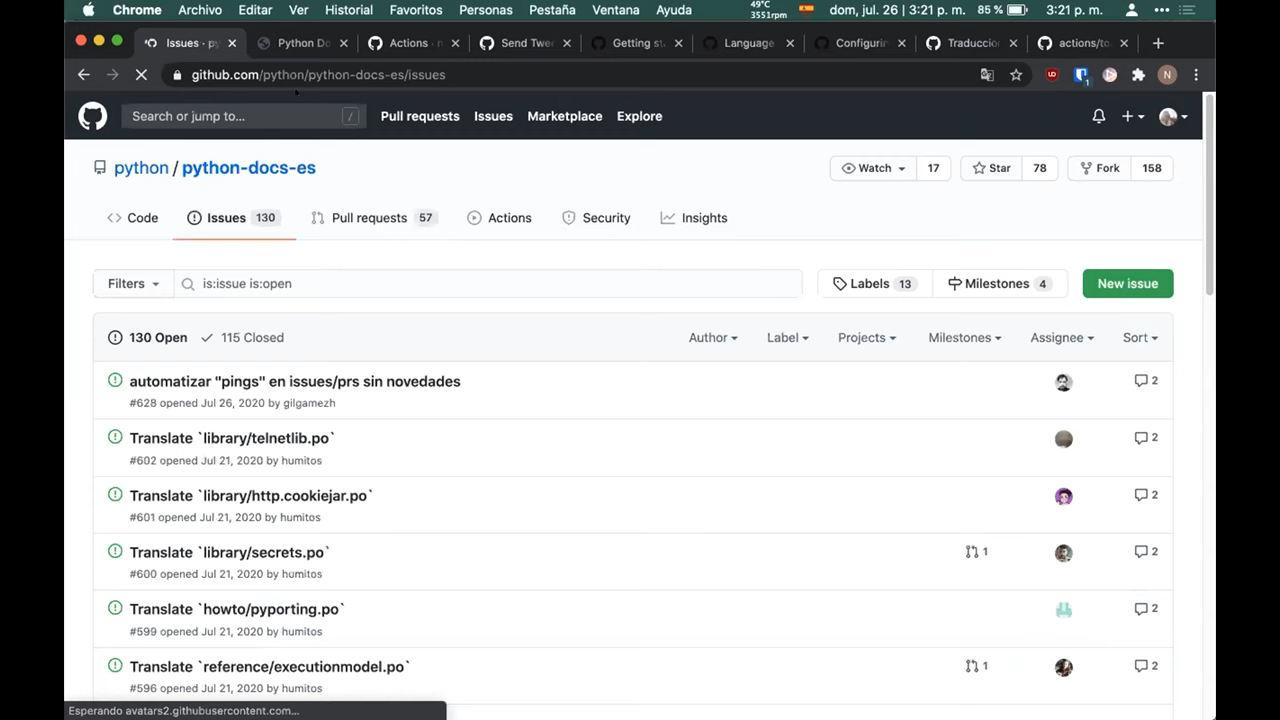 Chrome Archivo Editar Ver Historial Favoritos Personas Pestaña Ventana Ayuda 49°C 3551rpm dom, jul. 26 | 3:21 p. m. 85 % 3:21 p. m.
Issues · py Python Do Actions · n Send Twee Getting st Language Configurin Traducció actions/to
github.com/python/python-docs-es/issues UD 1 N
Search or jump to... / Pull requests Issues Marketplace Explore
python / python-docs-es Watch 17 Star 78 Fork 158
Code Issues 130 Pull requests 57 Actions Security Insights
Filters is:issue is:open Labels 13 Milestones 4 New issue
130 Open 115 Closed Author Label Projects Milestones Assignee Sort
automatizar "pings" en issues/prs sin novedades 2
#628 opened Jul 26, 2020 by gilgamezh
Translate `library/telnetlib.po` 2
#602 opened Jul 21, 2020 by humitos
Translate `library/http.cookiejar.po` 2
#601 opened Jul 21, 2020 by humitos
Translate `library/secrets.po` 1 2
#600 opened Jul 21, 2020 by humitos
Translate `howto/pyporting.po` 2
#599 opened Jul 21, 2020 by humitos
Translate `reference/executionmodel.po` 1 2
#596 opened Jul 21, 2020 by humitos
Esperando avatars2.githubusercontent.com...